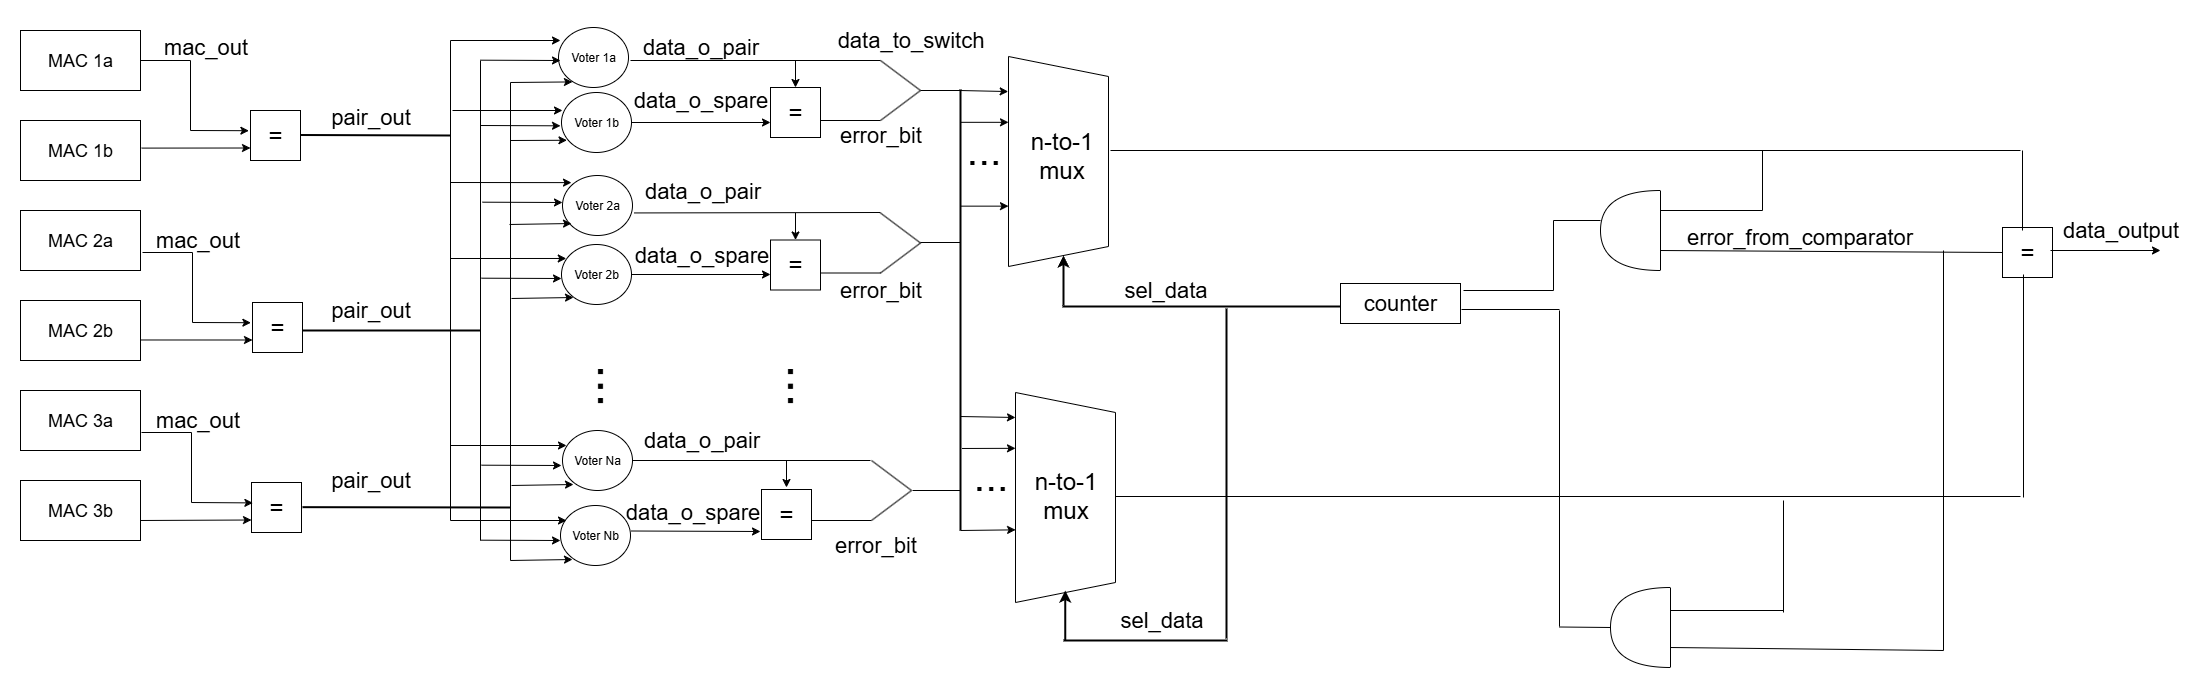 MAC 1a
mac_out
MAC 1b
=
pair_out
MAC 2a
mac_out
MAC 2b
=
pair_out
MAC 3a
mac_out
MAC 3b
=
pair_out
Voter 1a
data_o_pair
data_to_switch
Voter 1b
data_o_spare
=
error_bit
Voter 2a
data_o_pair
Voter 2b
data_o_spare
=
error_bit
Voter Na
data_o_pair
Voter Nb
data_o_spare
=
error_bit
...
n-to-1
mux
sel_data
counter
...
n-to-1
mux
sel_data
error_from_comparator
=
data_output